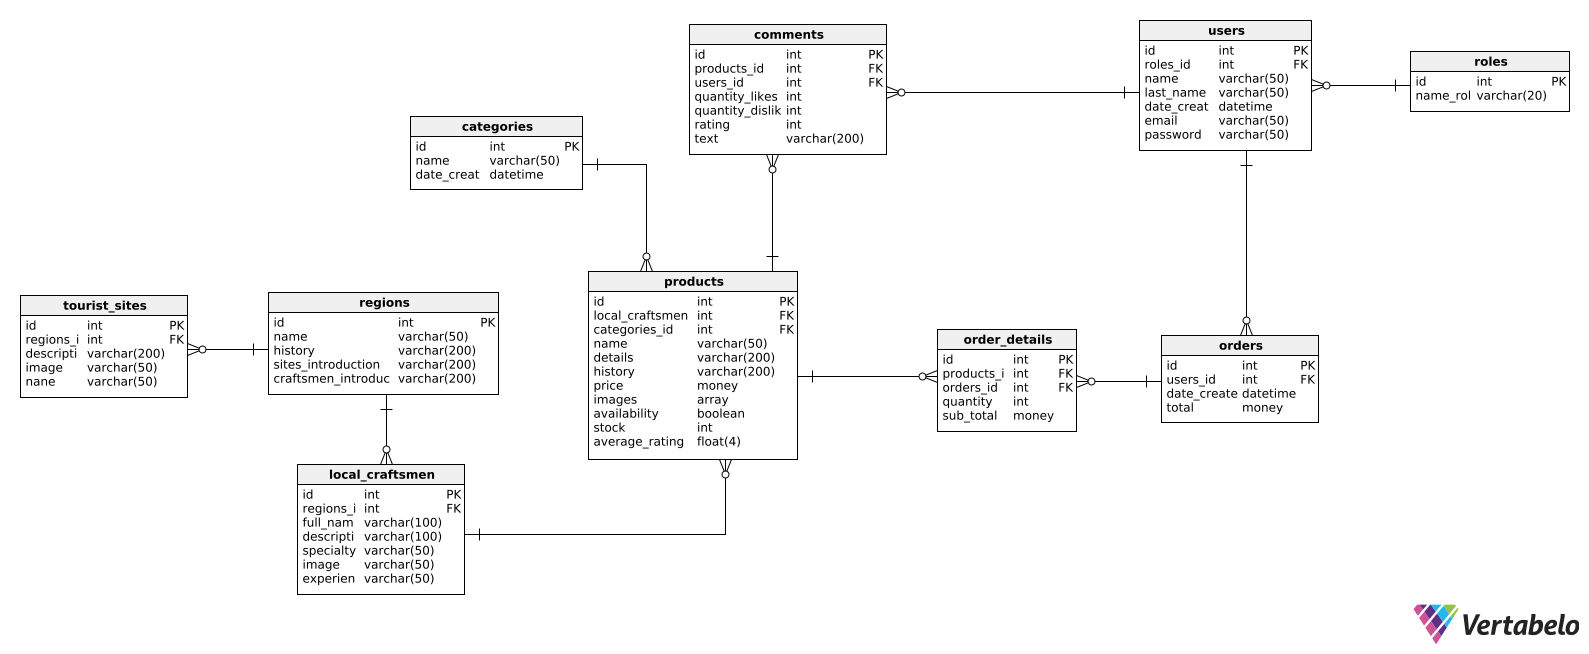 comments
id int PK
products_id int FK
users_id int FK
quantity_likes int
quantity_dislik int
rating int
text varchar(200)
users
id int PK
roles_id int FK
name varchar(50)
last_name varchar(50)
date_creat datetime
email varchar(50)
password varchar(50)
roles
id int PK
name_rol varchar(20)
categories
id int PK
name varchar(50)
date_creat datetime
products
id int PK
local_craftsmen int FK
categories_id int FK
name varchar(50)
details varchar(200)
history varchar(200)
price money
images array
availability boolean
stock int
average_rating float(4)
tourist_sites
id int PK
regions_i int FK
descripti varchar(200)
image varchar(50)
nane varchar(50)
regions
id int PK
name varchar(50)
history varchar(200)
sites_introduction varchar(200)
craftsmen_introduc varchar(200)
order_details
id int PK
products_i int FK
orders_id int FK
quantity int
sub_total money
orders
id int PK
users_id int FK
date_create datetime
total money
local_craftsmen
id int PK
regions_i int FK
full_nam varchar(100)
descripti varchar(100)
specialty varchar(50)
image varchar(50)
experien varchar(50)
Vertabelo